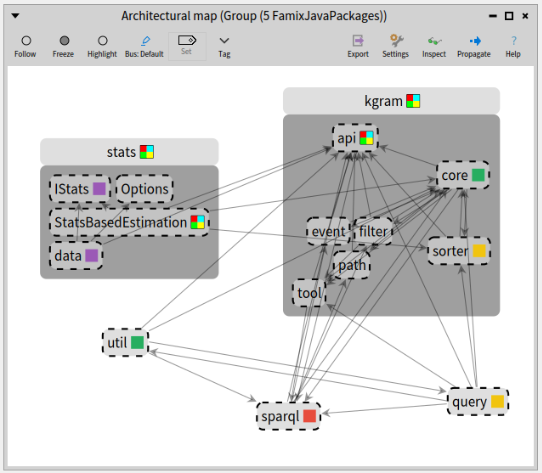 Architectural map (Group (5 FamixJavaPackages))
Follow
Freeze
Highlight
Bus: Default
Set
Tag
Export
Settings
Inspect
Propagate
Help
?
kgram
api
stats
core
IStats
Options
StatsBasedEstimation
event
filter
data
sorter
path
tool
util
query
sparql